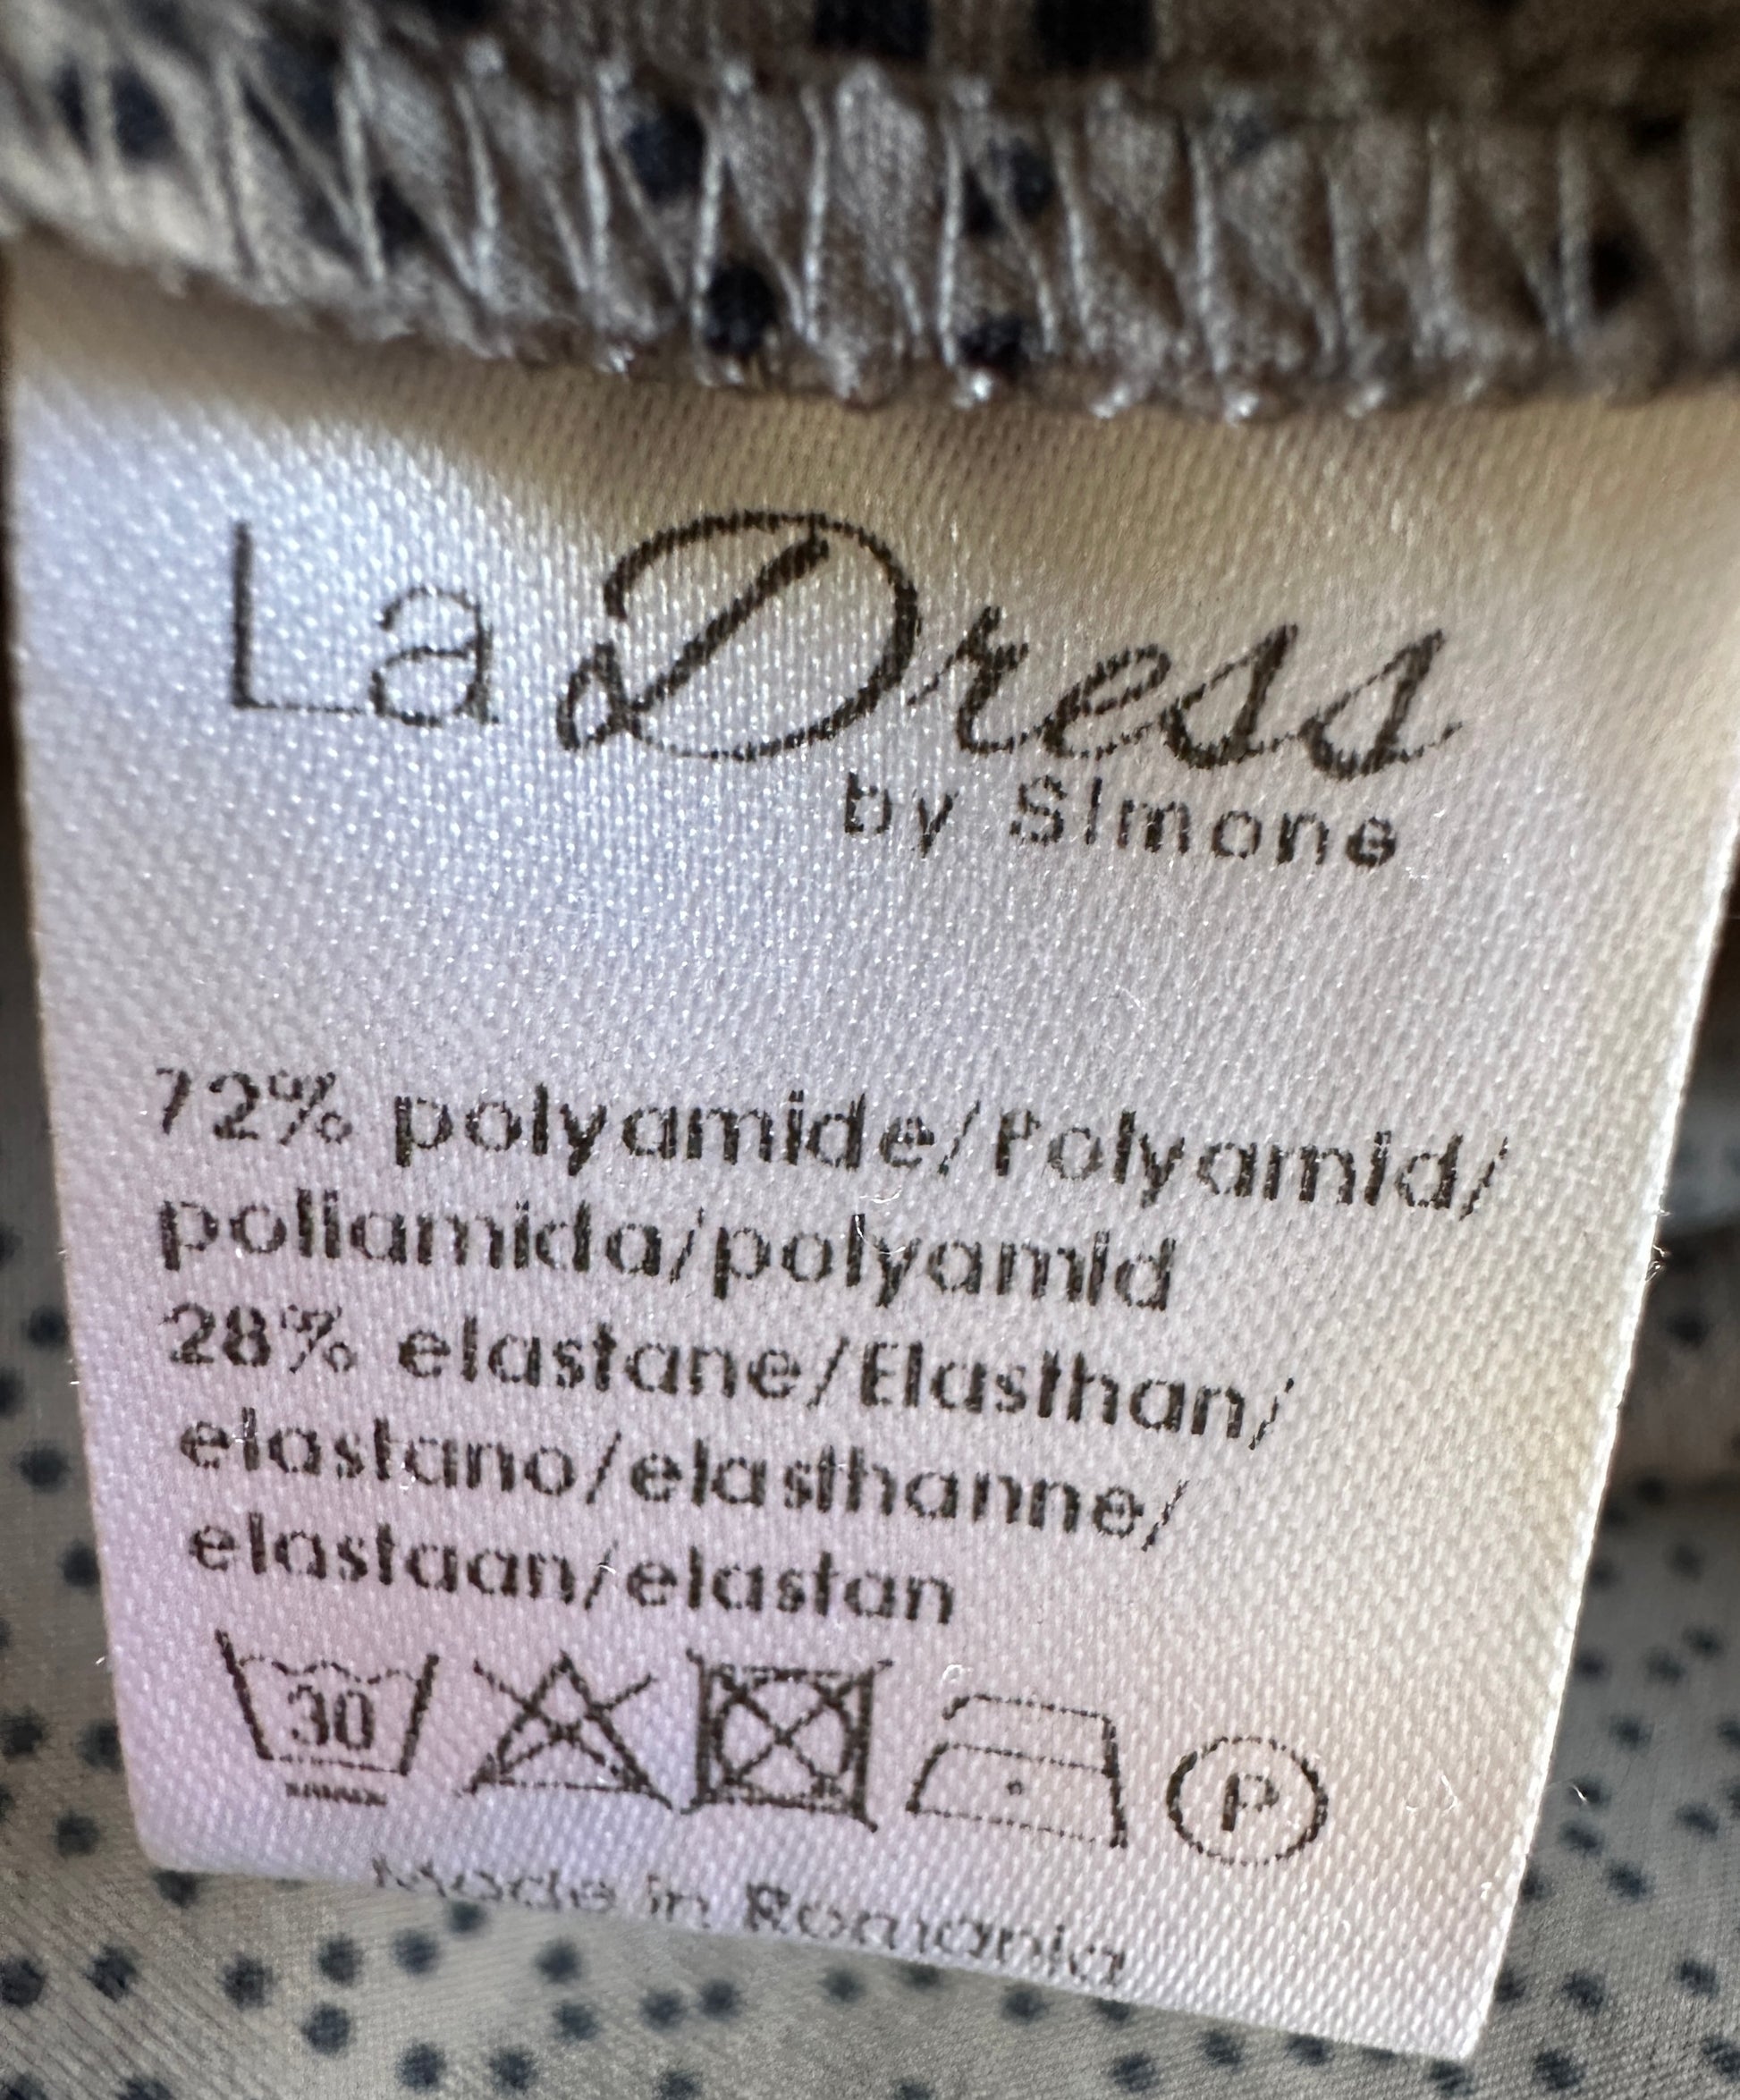 La Dress
by Simone
72% polyamide/Polyamid/
poliamida/polyamid
28% elastane/Elasthan/
elastano/elasthanne/
elastaan/elastan
30
P
Made in Romania